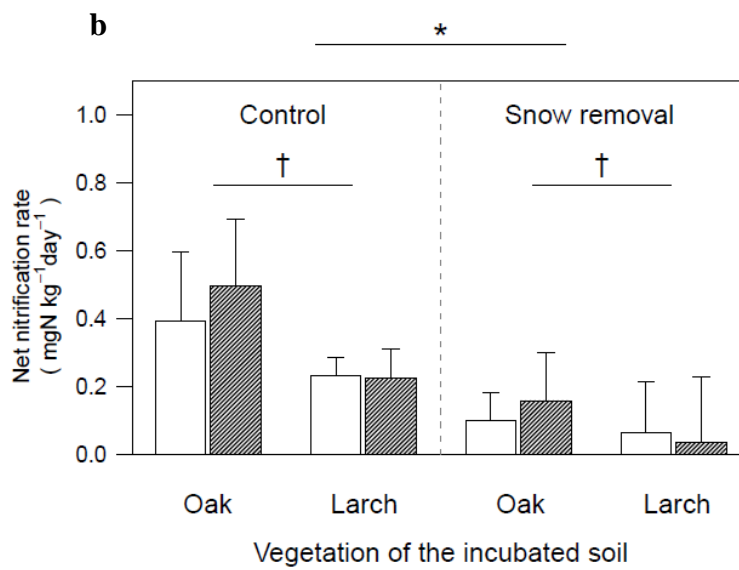 b
*
Control
Snow removal
†
†
Net nitrification rate
( mgN kg⁻¹day⁻¹ )
1.0
0.8
0.6
0.4
0.2
0.0
Oak
Larch
Oak
Larch
Vegetation of the incubated soil